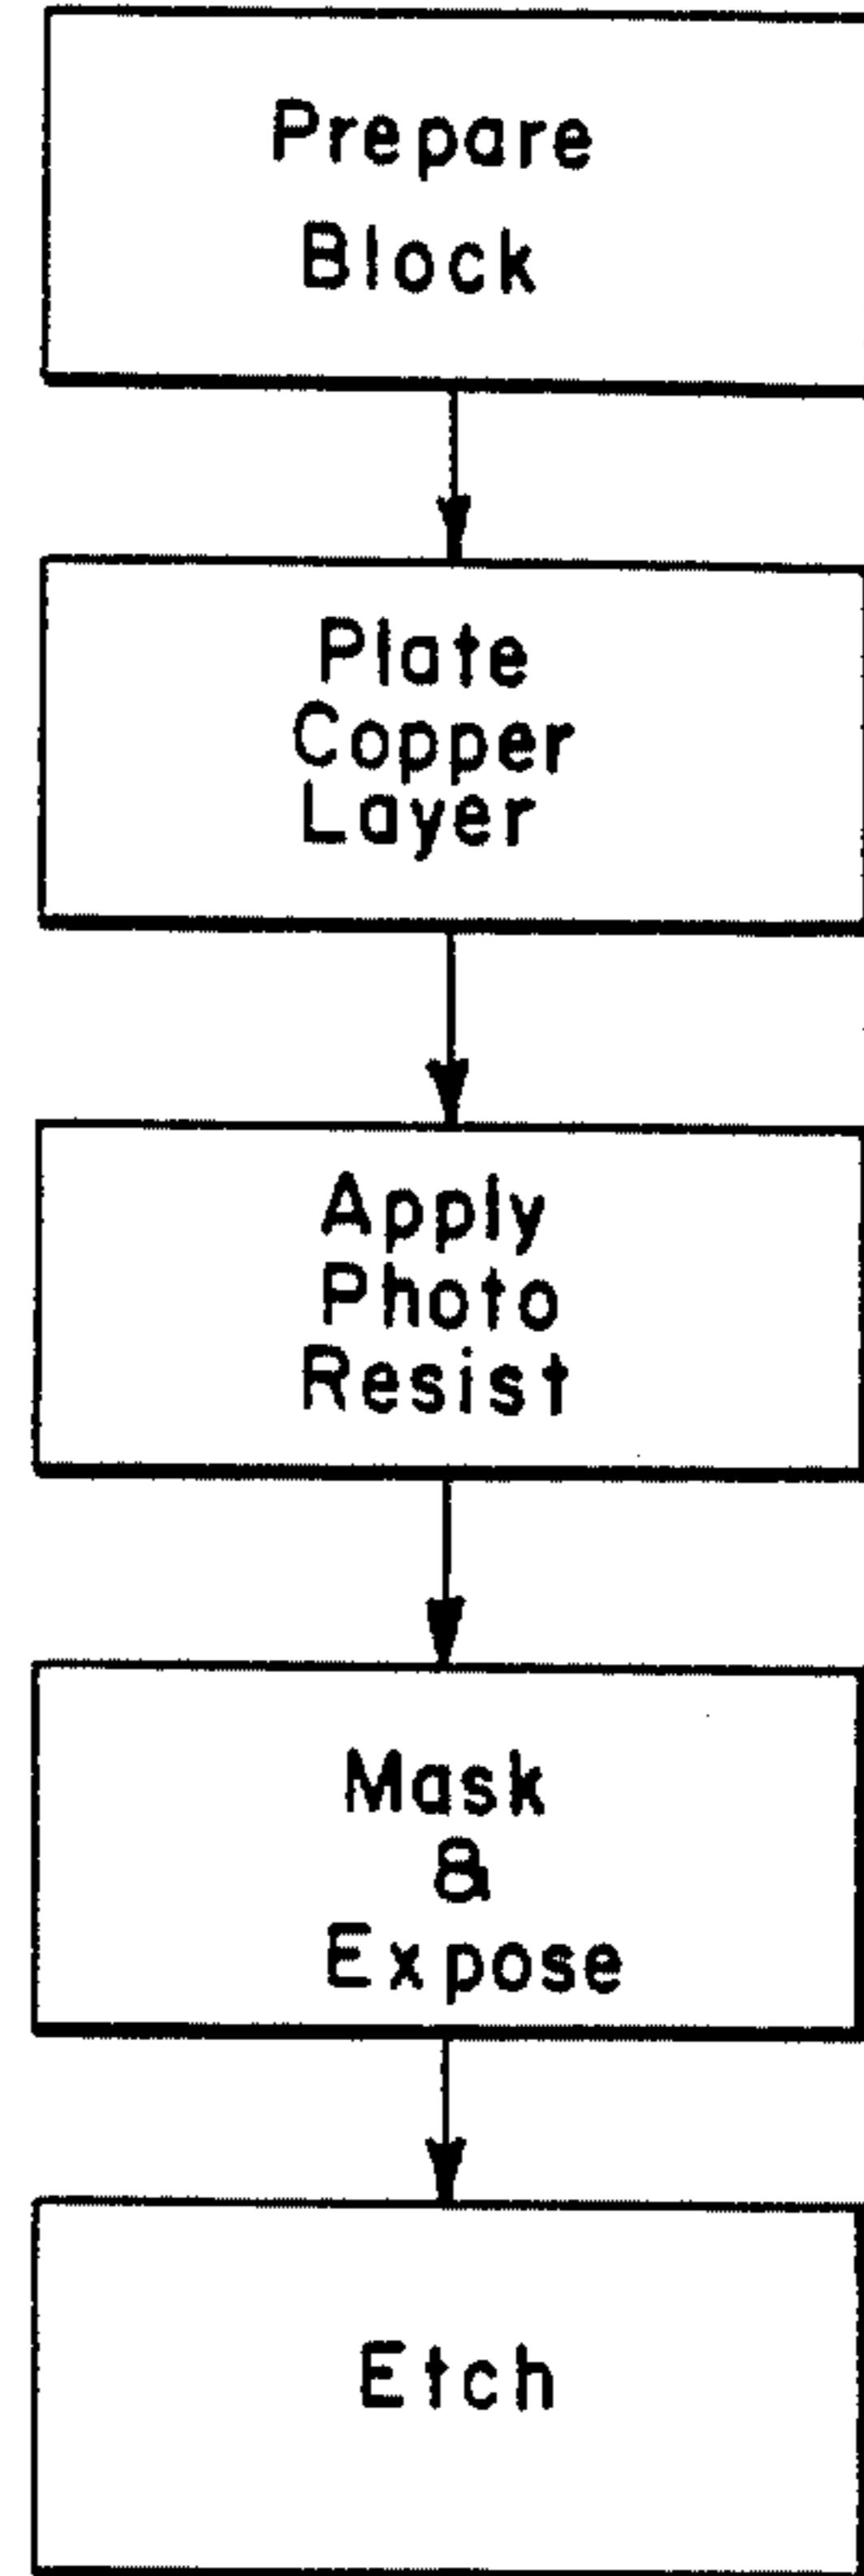 Prepare
Block
Plate
Copper
Layer
Apply
Photo
Resist
Mask
&
Expose
Etch